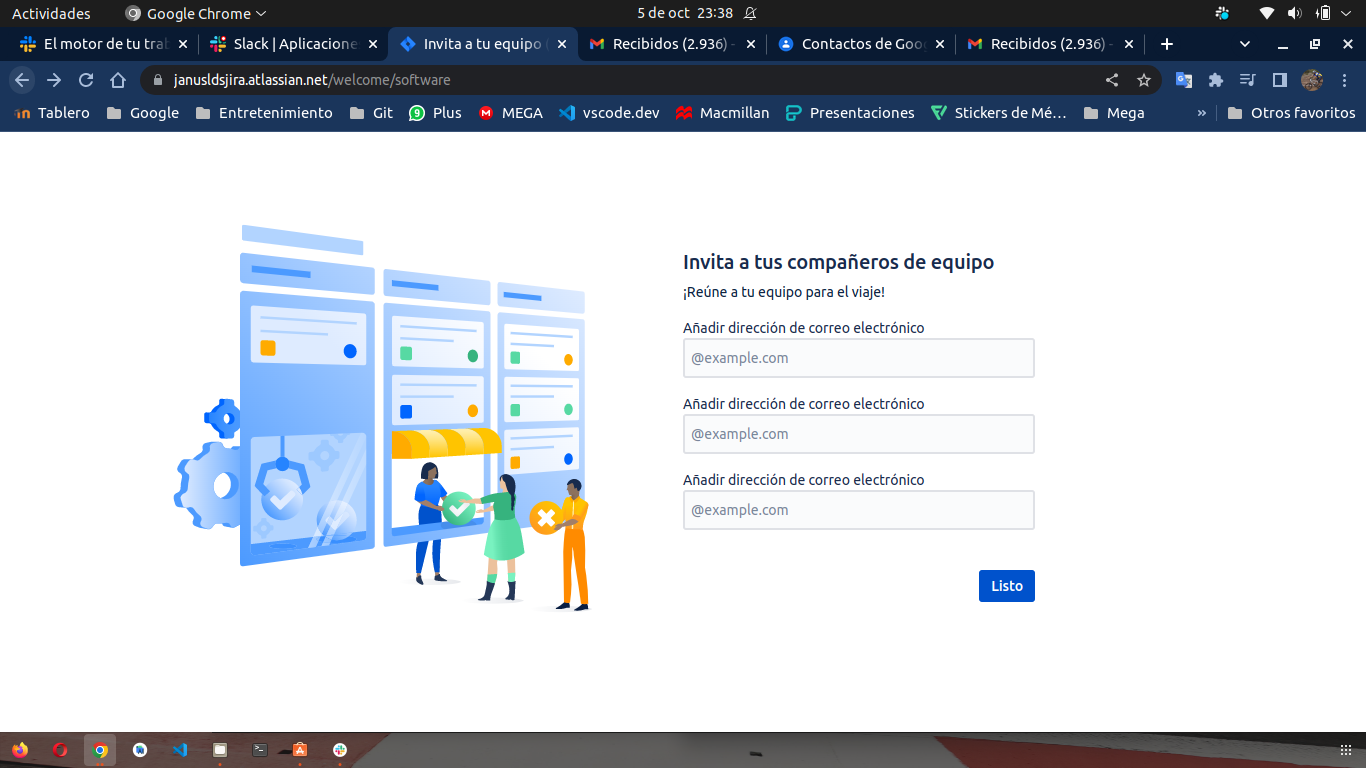 Actividades
Google Chrome
5 de oct 23:38
El motor de tu tra
Slack | Aplicacione
Invita a tu equipo
Recibidos (2.936) -
Contactos de Goo
Recibidos (2.936) -
janusldsjira.atlassian.net/welcome/software
Tablero
Google
Entretenimiento
Git
9
Plus
MEGA
vscode.dev
Macmillan
Presentaciones
Stickers de Mé...
Mega
»
Otros favoritos
Invita a tus compañeros de equipo
¡Reúne a tu equipo para el viaje!
Añadir dirección de correo electrónico
@example.com
Añadir dirección de correo electrónico
@example.com
Añadir dirección de correo electrónico
@example.com
Listo